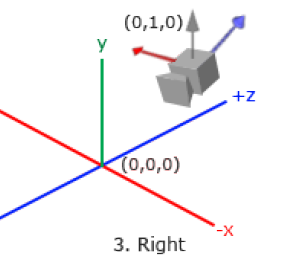 (0,1,0)
y
+z
(0,0,0)
-x
3. Right